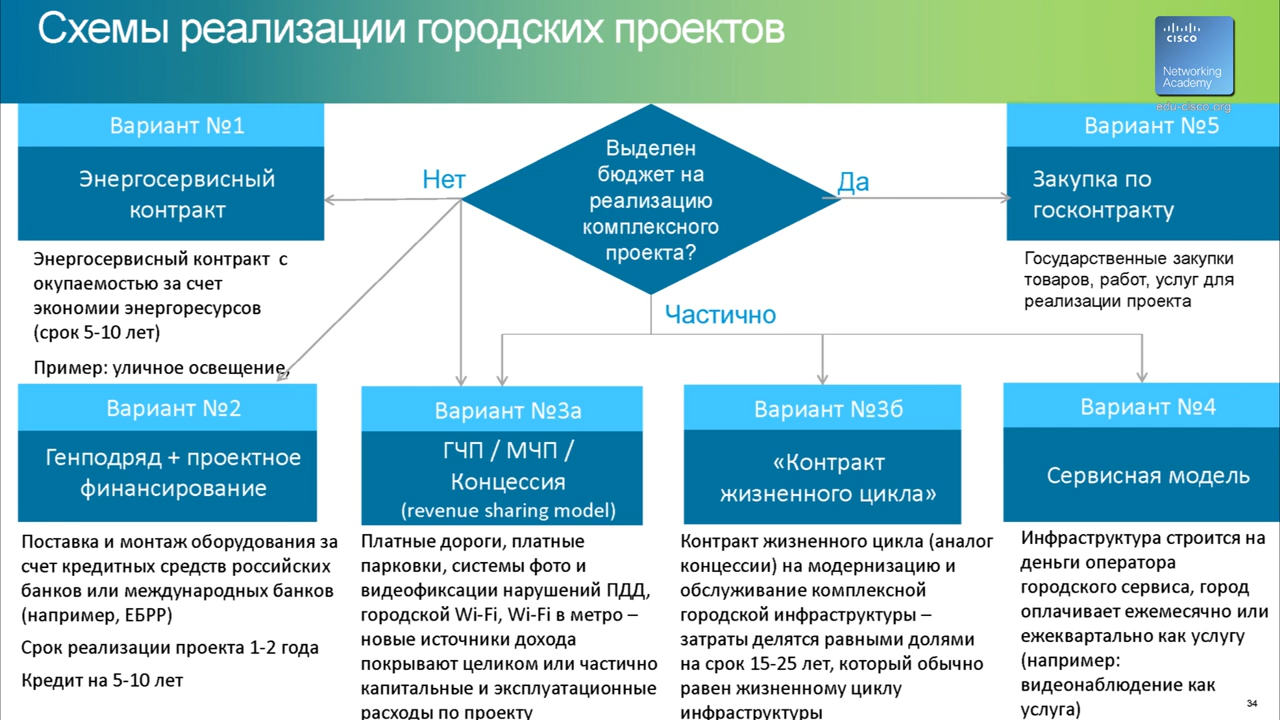 Схемы реализации городских проектов
CISCO
Networking
Academy
edu-cisco.org
Вариант №1
Энергосервисный
контракт
Энергосервисный контракт с
окупаемостью за счет
экономии энергоресурсов
(срок 5-10 лет)
Пример: уличное освещение,
Нет
Выделен
бюджет на
реализацию
комплексного
проекта?
Да
Частично
Вариант №5
Закупка по
госконтракту
Государственные закупки
товаров, работ, услуг для
реализации проекта
Вариант №2
Генподряд + проектное
финансирование
Поставка и монтаж оборудования за
счет кредитных средств российских
банков или международных банков
(например, ЕБРР)
Срок реализации проекта 1-2 года
Кредит на 5-10 лет
Вариант №3а
ГЧП / МЧП /
Концессия
(revenue sharing model)
Платные дороги, платные
парковки, системы фото и
видеофиксации нарушений ПДД,
городской Wi-Fi, Wi-Fi в метро –
новые источники дохода
покрывают целиком или частично
капитальные и эксплуатационные
расходы по проекту
Вариант №3б
«Контракт
жизненного цикла»
Контракт жизненного цикла (аналог
концессии) на модернизацию и
обслуживание комплексной
городской инфраструктуры –
затраты делятся равными долями
на срок 15-25 лет, который обычно
равен жизненному циклу
инфраструктуры
Вариант №4
Сервисная модель
Инфраструктура строится на
деньги оператора
городского сервиса, город
оплачивает ежемесячно или
ежеквартально как услугу
(например:
видеонаблюдение как
услуга)
34